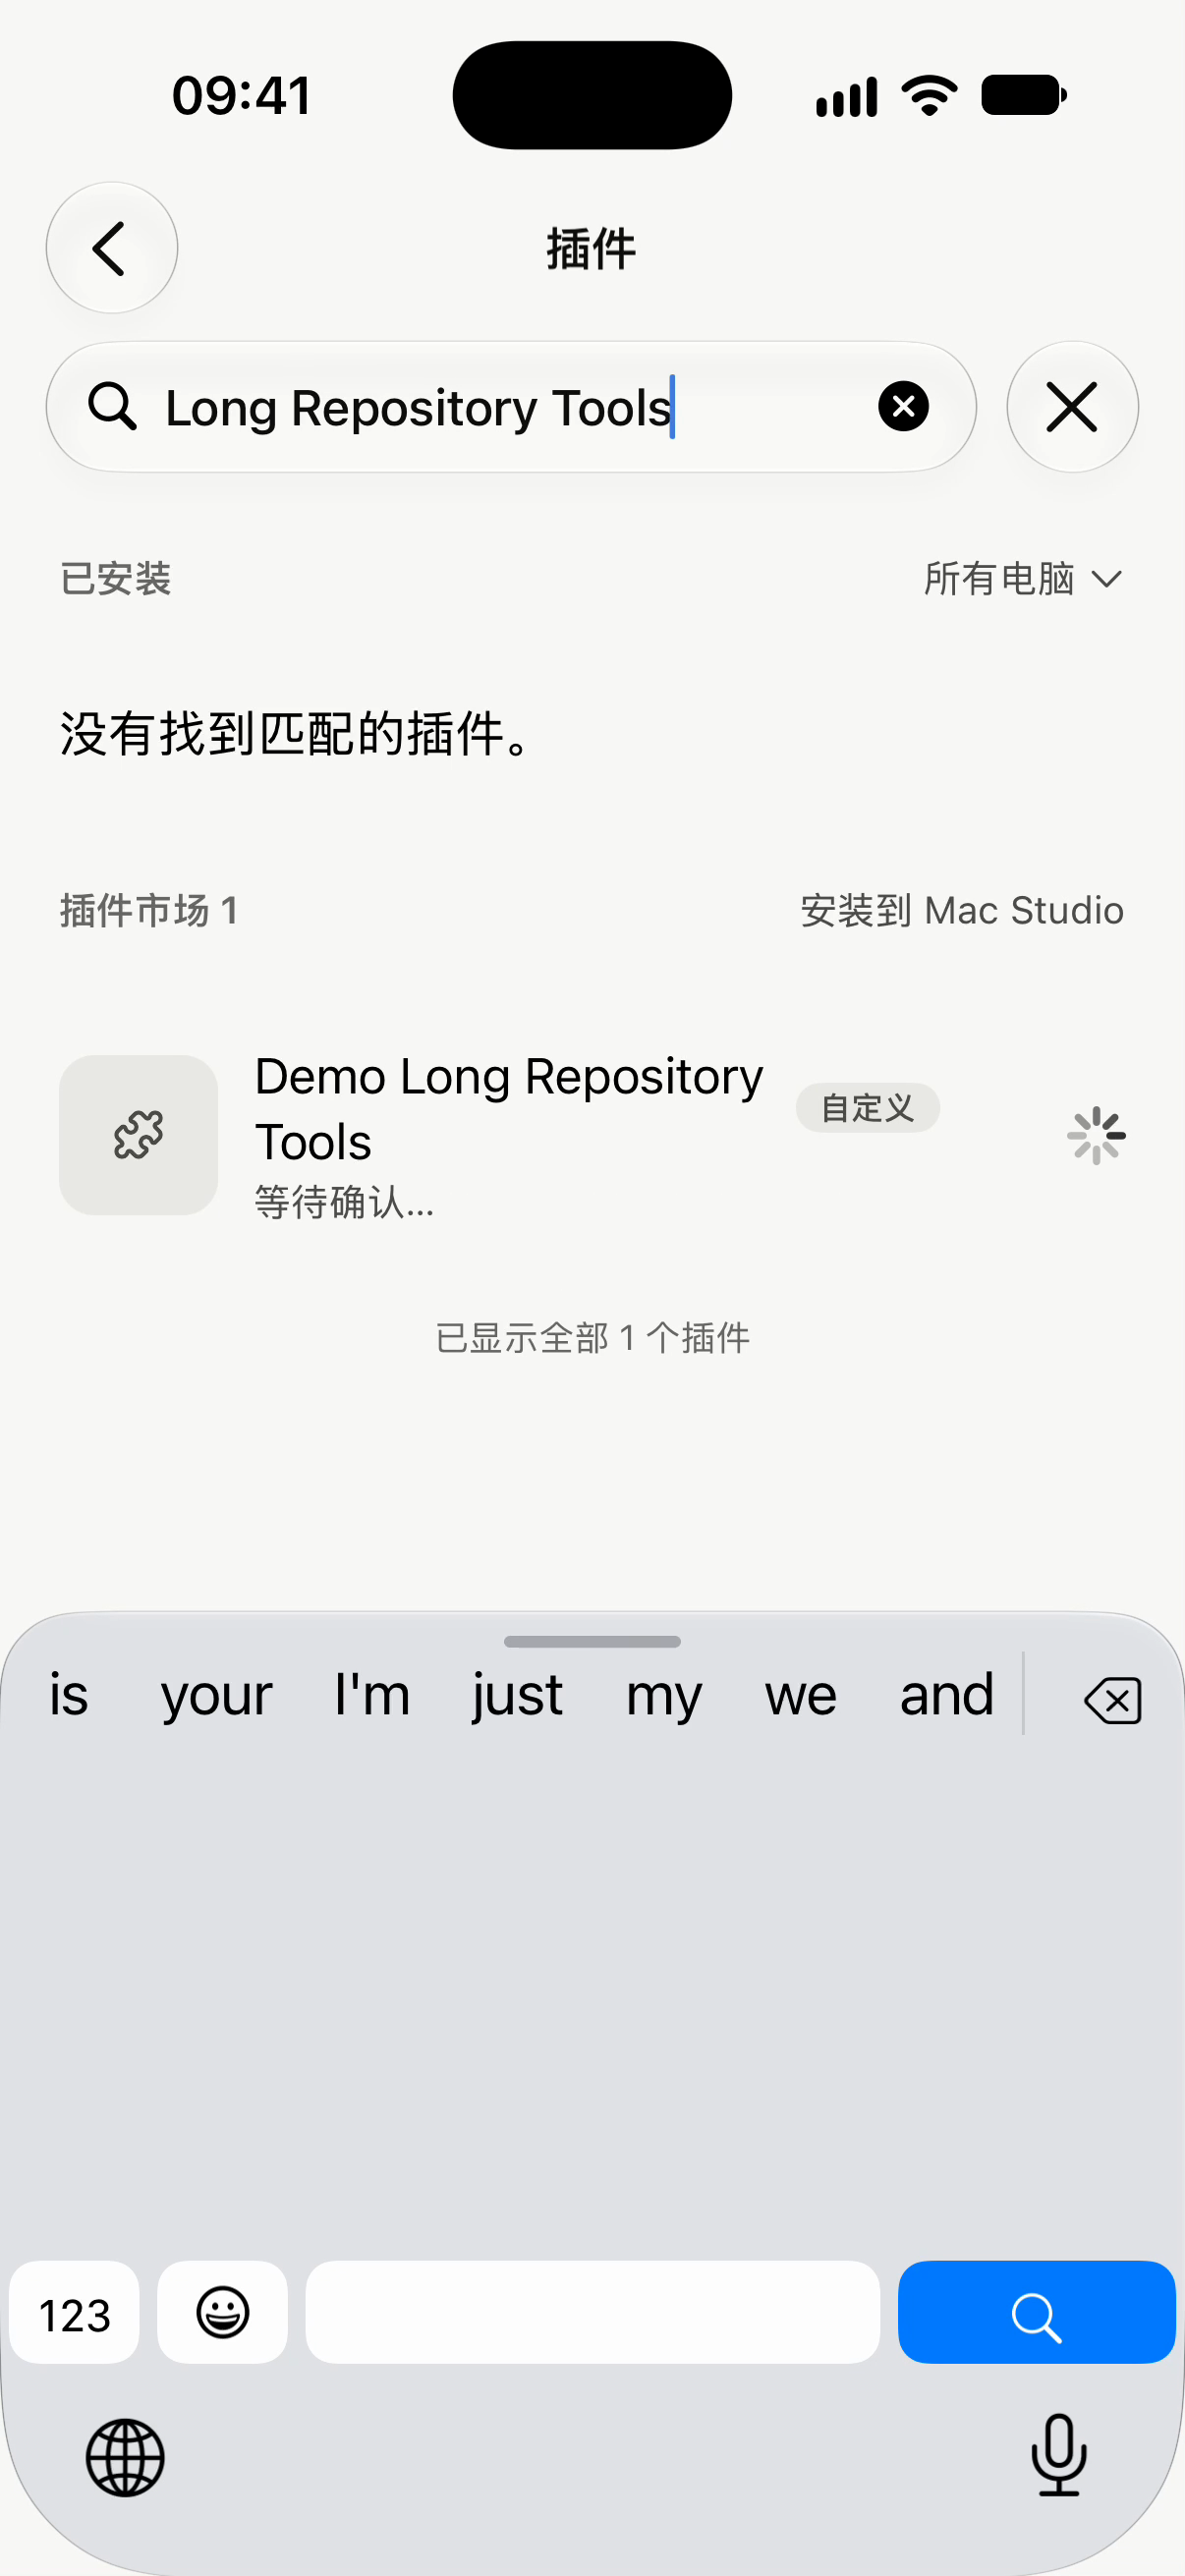 09:41
插件
Long Repository Tools
已安装
所有电脑
没有找到匹配的插件。
插件市场 1
安装到 Mac Studio
Demo Long Repository
Tools
自定义
等待确认...
已显示全部 1 个插件
is your I'm just my we and
123